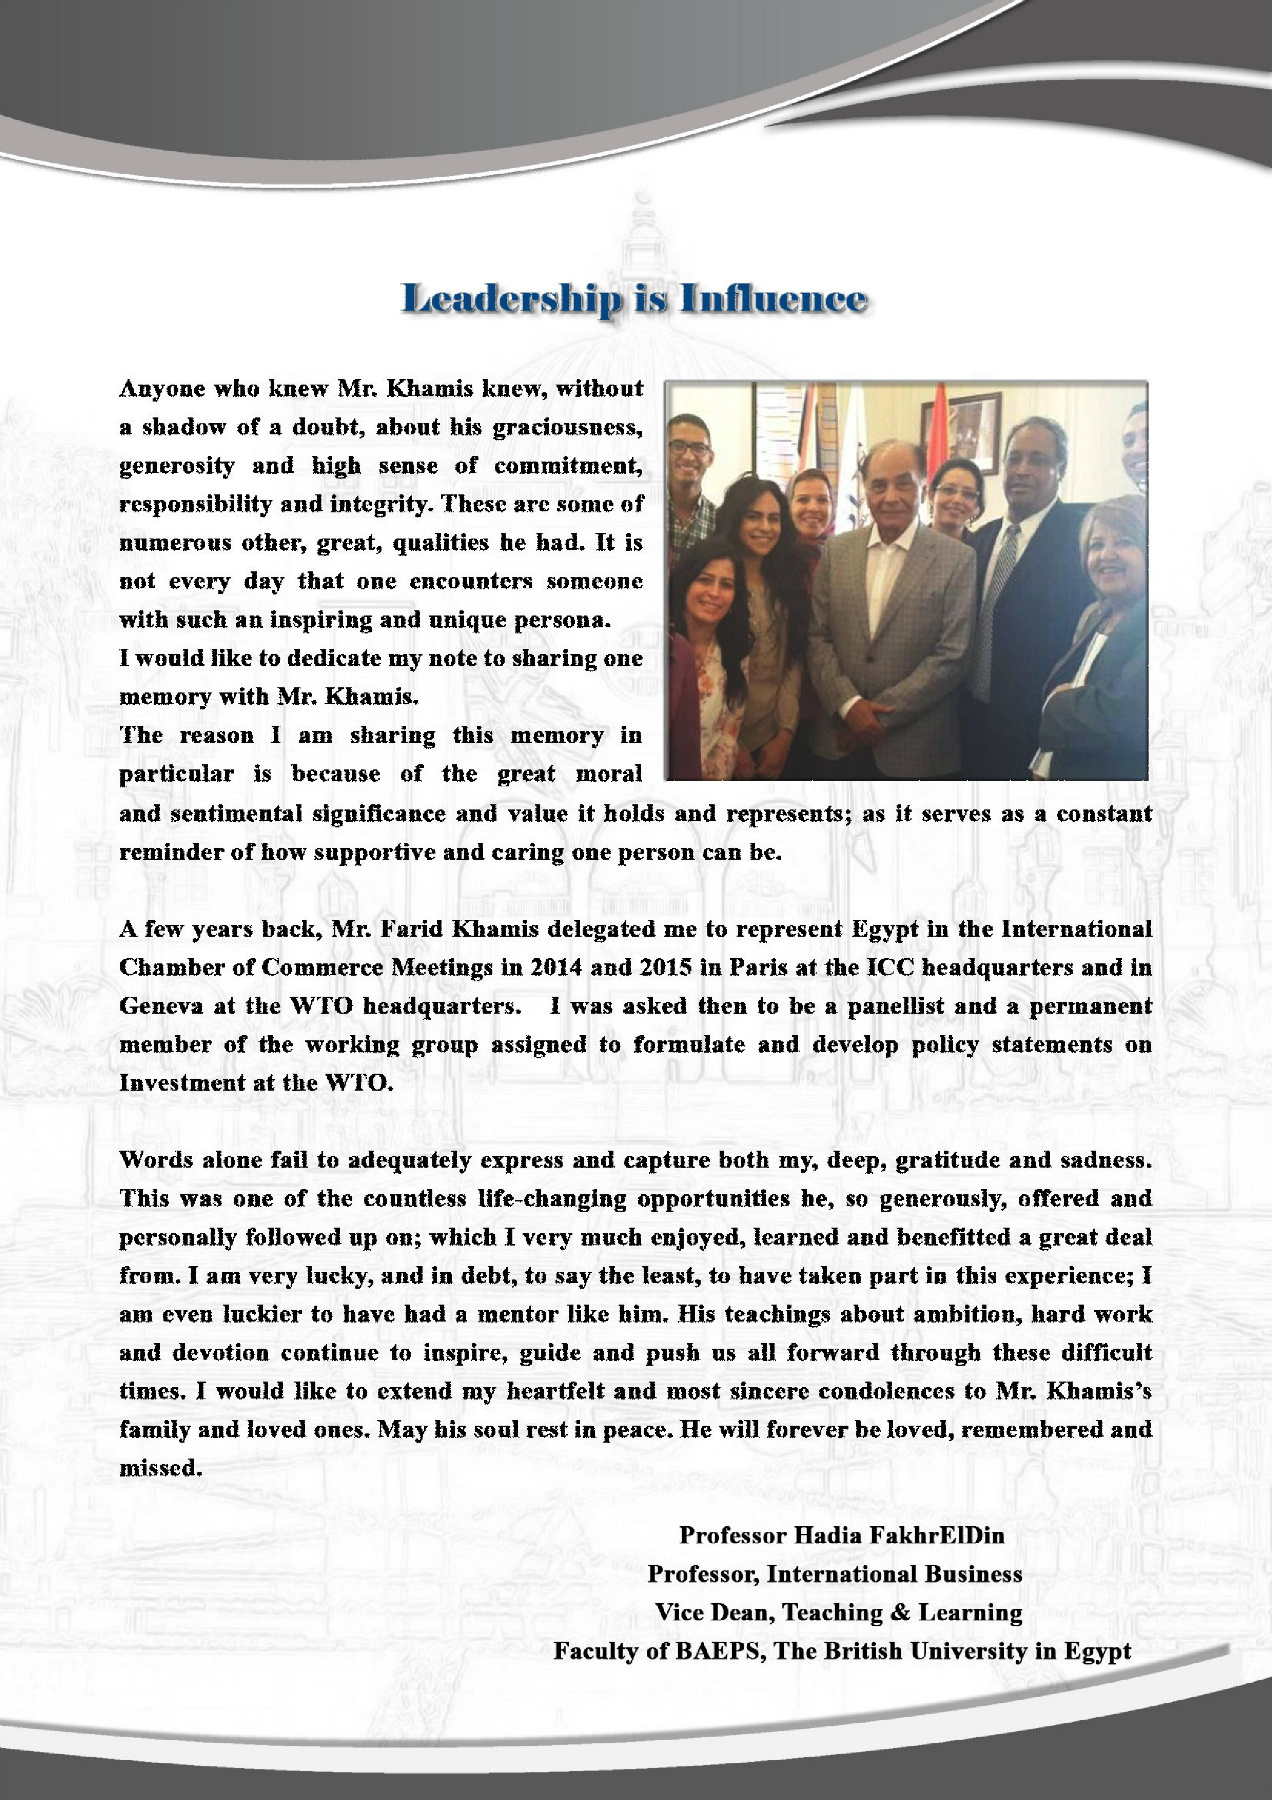 Leadership is Influence
Anyone who knew Mr. Khamis knew, without
a shadow of a doubt, about his graciousness,
generosity and high sense of commitment,
responsibility and integrity. These are some of
numerous other, great, qualities he had. It is
not every day that one encounters someone
with such an inspiring and unique persona.
I would like to dedicate my note to sharing one
memory with Mr. Khamis.
The reason I am sharing this memory in
particular is because of the great moral
and sentimental significance and value it holds and represents; as it serves as a constant
reminder of how supportive and caring one person can be.
A few years back, Mr. Farid Khamis delegated me to represent Egypt in the International
Chamber of Commerce Meetings in 2014 and 2015 in Paris at the ICC headquarters and in
Geneva at the WTO headquarters. I was asked then to be a panellist and a permanent
member of the working group assigned to formulate and develop policy statements on
Investment at the WTO.
Words alone fail to adequately express and capture both my, deep, gratitude and sadness.
This was one of the countless life-changing opportunities he, so generously, offered and
personally followed up on; which I very much enjoyed, learned and benefitted a great deal
from. I am very lucky, and in debt, to say the least, to have taken part in this experience; I
am even luckier to have had a mentor like him. His teachings about ambition, hard work
and devotion continue to inspire, guide and push us all forward through these difficult
times. I would like to extend my heartfelt and most sincere condolences to Mr. Khamis’s
family and loved ones. May his soul rest in peace. He will forever be loved, remembered and
missed.
Professor Hadia FakhrElDin
Professor, International Business
Vice Dean, Teaching & Learning
Faculty of BAEPS, The British University in Egypt